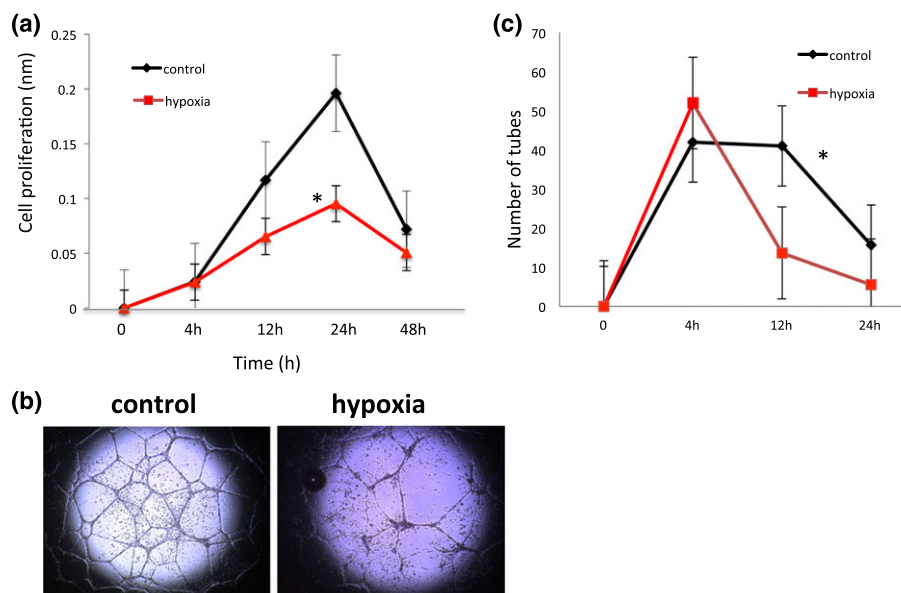 (a)
Cell proliferation (nm)
0.25
0.2
0.15
0.1
0.05
0
control
hypoxia
*
0 4h 12h 24h 48h
Time (h)
(c)
Number of tubes
70
60
50
40
30
20
10
0
control
hypoxia
*
0 4h 12h 24h
(b)
control hypoxia